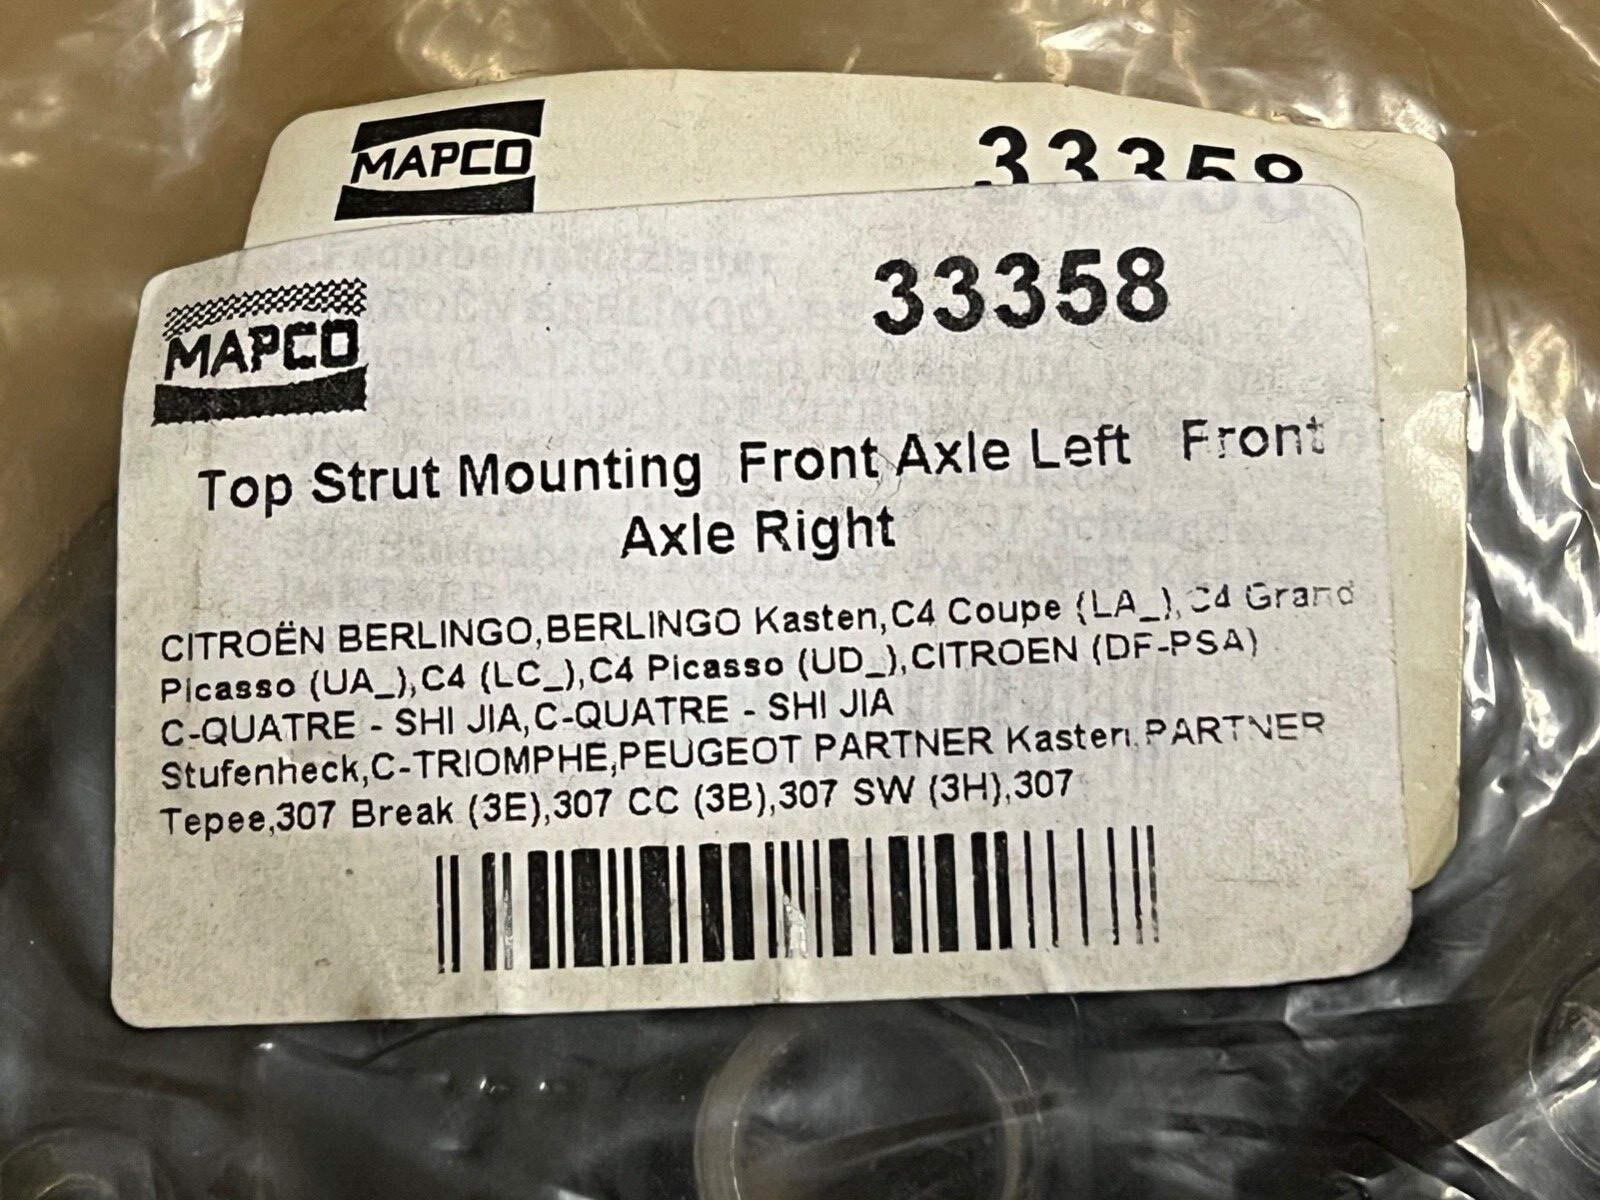 MAPCO 33358
MAPCO
33358
Top Strut Mounting Front Axle Left Front
Axle Right
CITROËN BERLINGO,BERLINGO Kasten,C4 Coupe (LA_),C4 Grand
Picasso (UA_),C4 (LC_),C4 Picasso (UD_),CITROEN (DF-PSA)
C-QUATRE - SHI JIA,C-QUATRE - SHI JIA
Stufenheck,C-TRIOMPHE,PEUGEOT PARTNER Kasten,PARTNER
Tepee,307 Break (3E),307 CC (3B),307 SW (3H),307